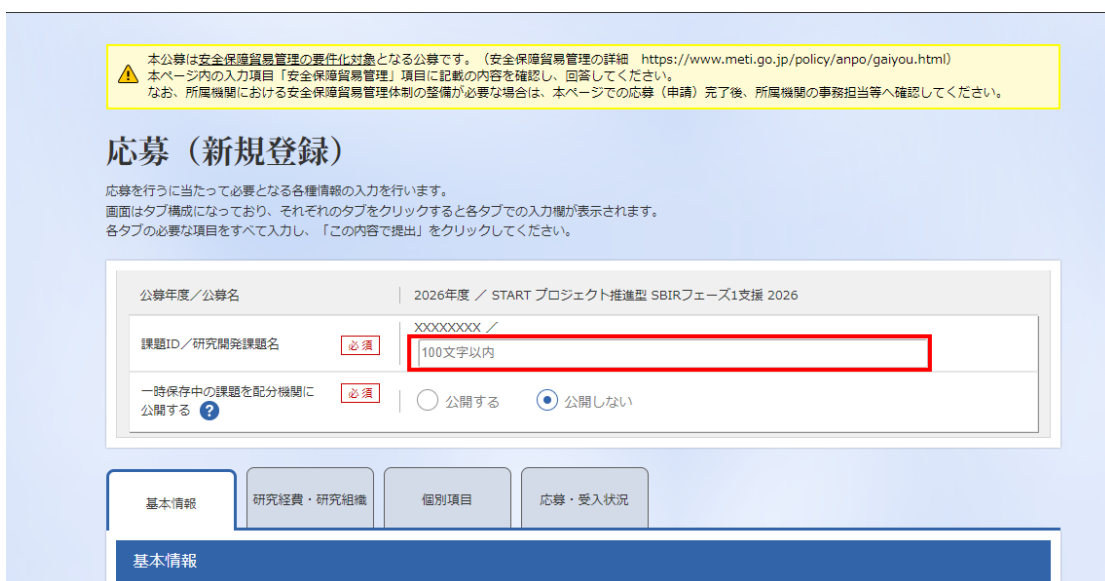 本公募は安全保障貿易管理の要件化対象となる公募です。（安全保障貿易管理の詳細　https://www.meti.go.jp/policy/anpo/gaiyou.html）
本ページ内の入力項目「安全保障貿易管理」項目に記載の内容を確認し、回答してください。
なお、所属機関における安全保障貿易管理体制の整備が必要な場合は、本ページでの応募（申請）完了後、所属機関の事務担当等へ確認してください。
応募（新規登録）
応募を行うに当たって必要となる各種情報の入力を行います。
画面はタブ構成になっており、それぞれのタブをクリックすると各タブでの入力欄が表示されます。
各タブの必要な項目をすべて入力し、「この内容で提出」をクリックしてください。
公募年度／公募名 2026年度 ／ START プロジェクト推進型 SBIRフェーズ1支援 2026
XXXXXXXX ／
課題ID／研究開発課題名 必須 100文字以内
一時保存中の課題を配分機関に 必須
公開する ? 公開する 公開しない
基本情報 研究経費・研究組織 個別項目 応募・受入状況
基本情報